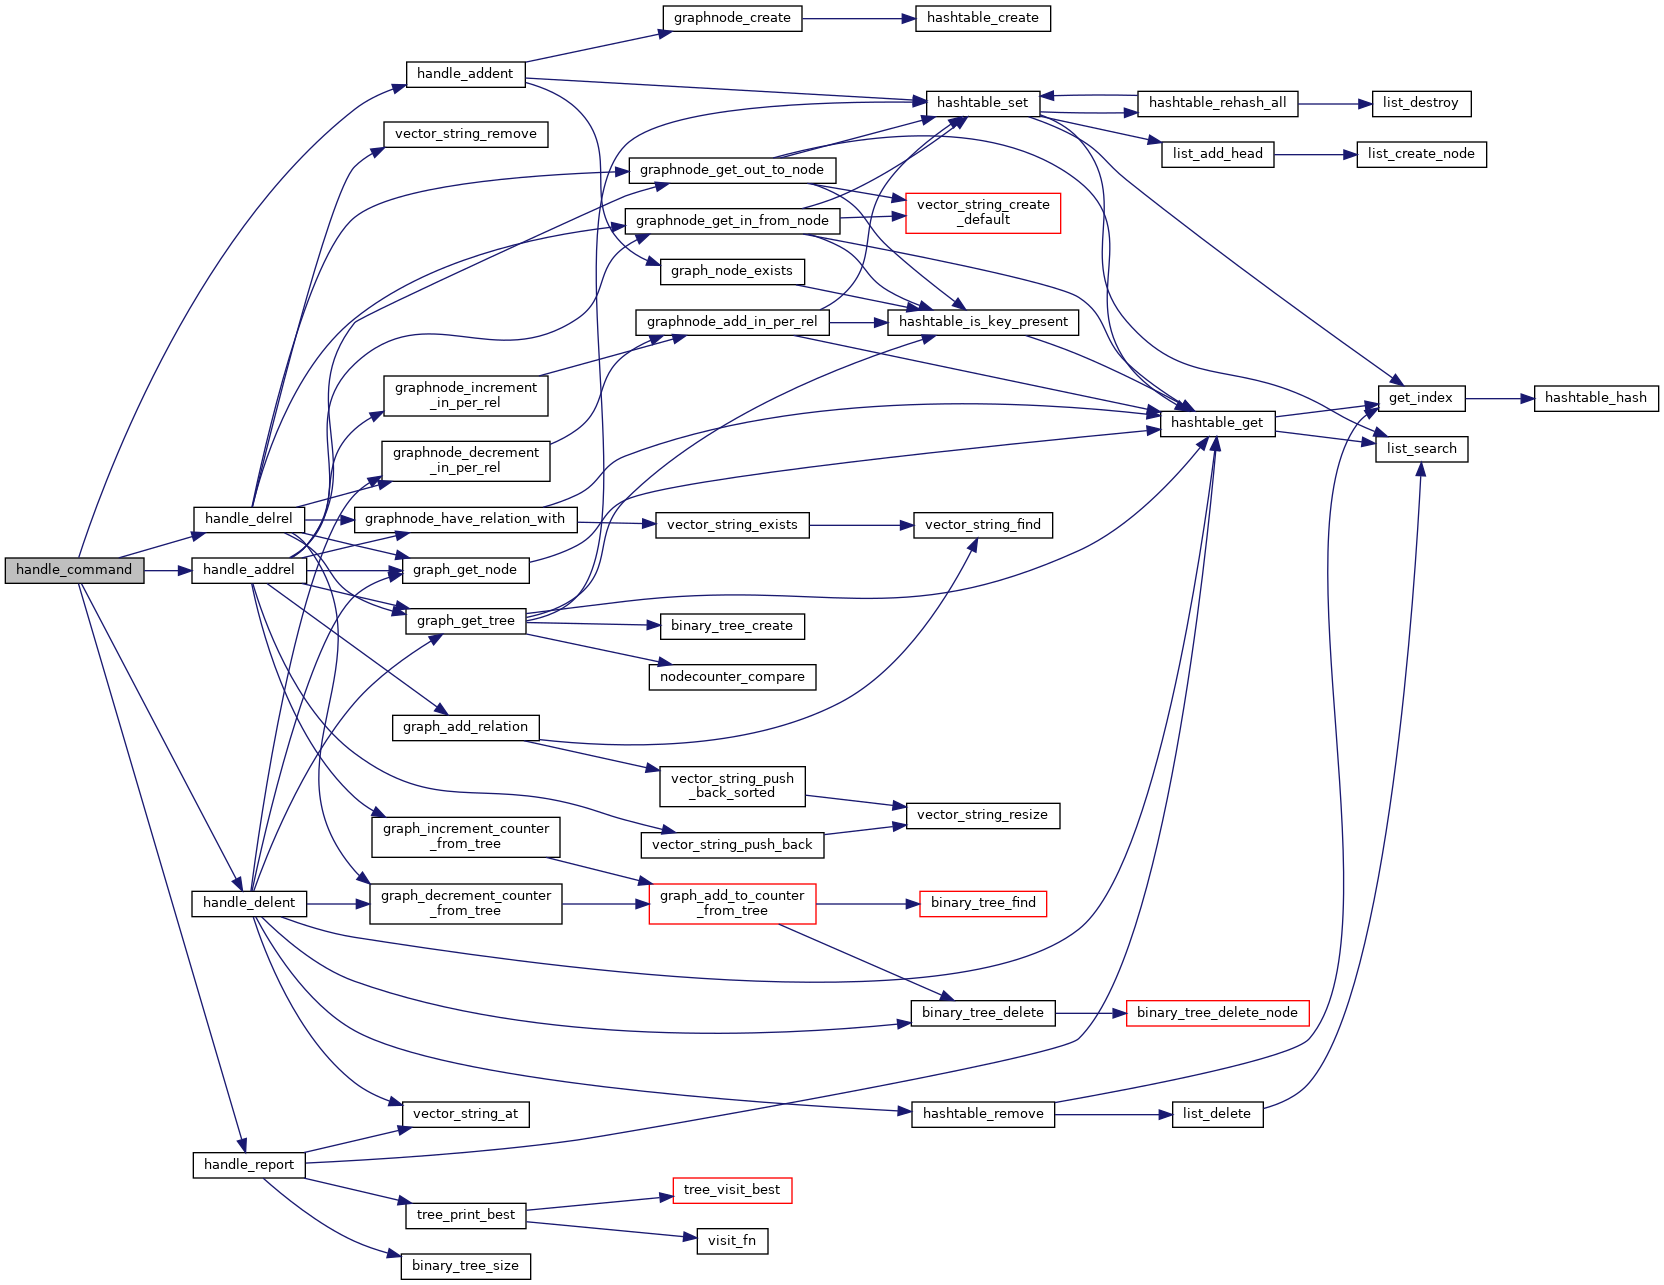 graphnode_create
hashtable_create
handle_addent
hashtable_set
hashtable_rehash_all
list_destroy
vector_string_remove
list_add_head
list_create_node
graphnode_get_out_to_node
vector_string_create
_default
graphnode_get_in_from_node
graph_node_exists
graphnode_add_in_per_rel
hashtable_is_key_present
graphnode_increment
_in_per_rel
get_index
hashtable_hash
hashtable_get
graphnode_decrement
_in_per_rel
list_search
handle_delrel
graphnode_have_relation_with
vector_string_exists
vector_string_find
handle_command
handle_addrel
graph_get_node
graph_get_tree
binary_tree_create
nodecounter_compare
graph_add_relation
vector_string_push
_back_sorted
vector_string_resize
graph_increment_counter
_from_tree
vector_string_push_back
handle_delent
graph_decrement_counter
_from_tree
graph_add_to_counter
_from_tree
binary_tree_find
binary_tree_delete
binary_tree_delete_node
vector_string_at
hashtable_remove
list_delete
handle_report
tree_visit_best
tree_print_best
visit_fn
binary_tree_size